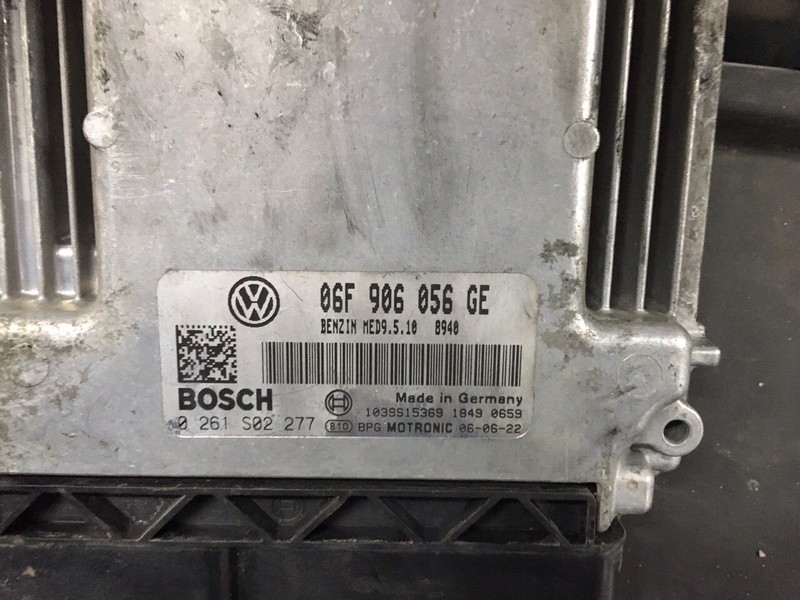 06F 906 056 GE
BENZIN MED9.5.10 8940
Made in Germany
BOSCH
1039S15369 1849 0659
0 261 S02 277 B10 BPG MOTRONIC 06-06-22